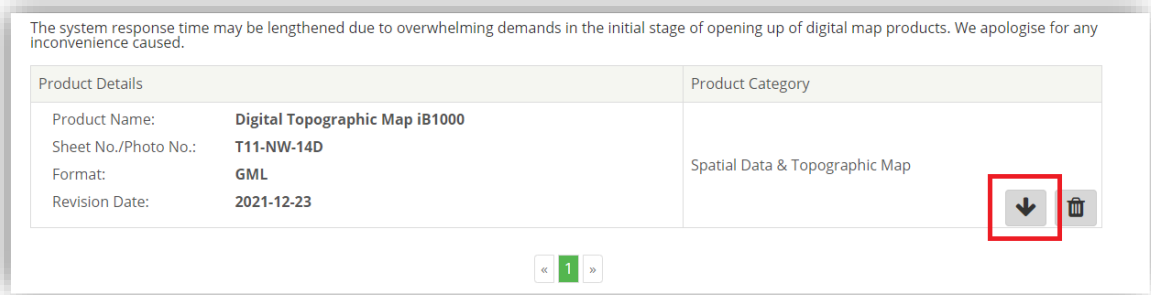 The system response time may be lengthened due to overwhelming demands in the initial stage of opening up of digital map products. We apologise for any
inconvenience caused.
Product Details
Product Category
Product Name: Digital Topographic Map iB1000
Sheet No./Photo No.: T11-NW-14D
Format: GML
Revision Date: 2021-12-23
Spatial Data & Topographic Map
« 1 »